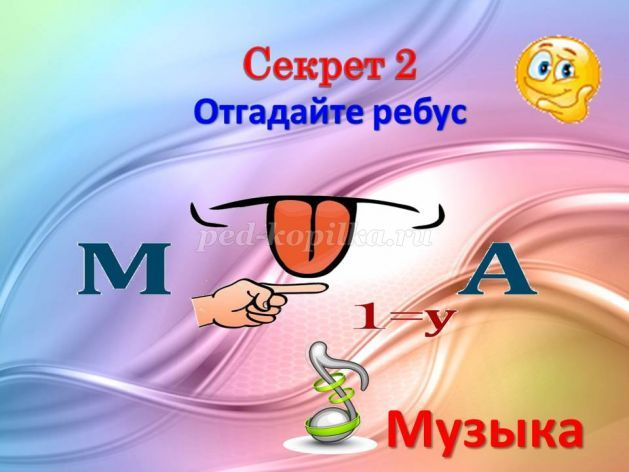 Секрет 2
Отгадайте ребус
ped-kopilka.ru
М А
1=у
Музыка